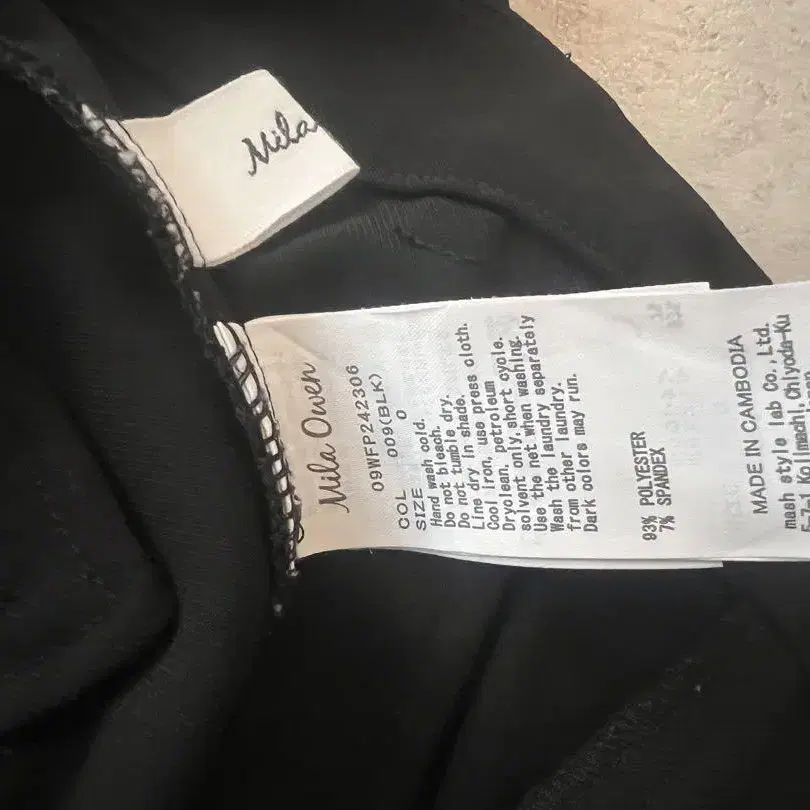 Mila
Mila Owen
09WFP242306
COL 009(BLK)
SIZE 0
Hand wash cold.
Do not bleach.
Do not tumble dry.
Line dry in shade.
Cool iron, use press cloth.
Dryclean, petroleum
solvent only, short cycle.
Use the net when washing.
Wash the laundry separately
from other laundry.
Dark colors may run.
93% POLYESTER
7% SPANDEX
MADE IN CAMBODIA
mash style lab Co.,Ltd.
Kojimachi, Chiyoda-Ku